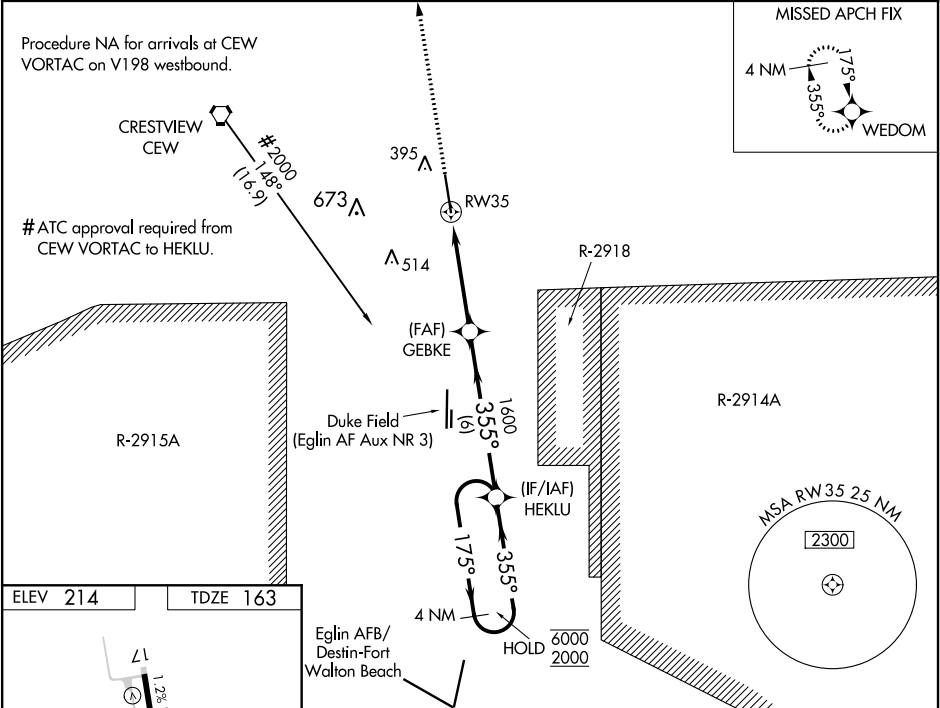 Procedure NA for arrivals at CEW
VORTAC on V198 westbound.
CRESTVIEW
CEW
#2000
148°
(16.9)
#ATC approval required from
CEW VORTAC to HEKLU.
673
395
514
RW35
MISSED APCH FIX
4 NM
175°
355°
WEDOM
R-2918
(FAF)
GEBKE
1600
355°
(6)
Duke Field
(Eglin AF Aux NR 3)
R-2915A
R-2914A
(IF/IAF)
HEKLU
175°
355°
4 NM
HOLD
6000
2000
MSA RW35 25 NM
2300
Eglin AFB/
Destin-Fort
Walton Beach
ELEV 214
TDZE 163
17
1.2%